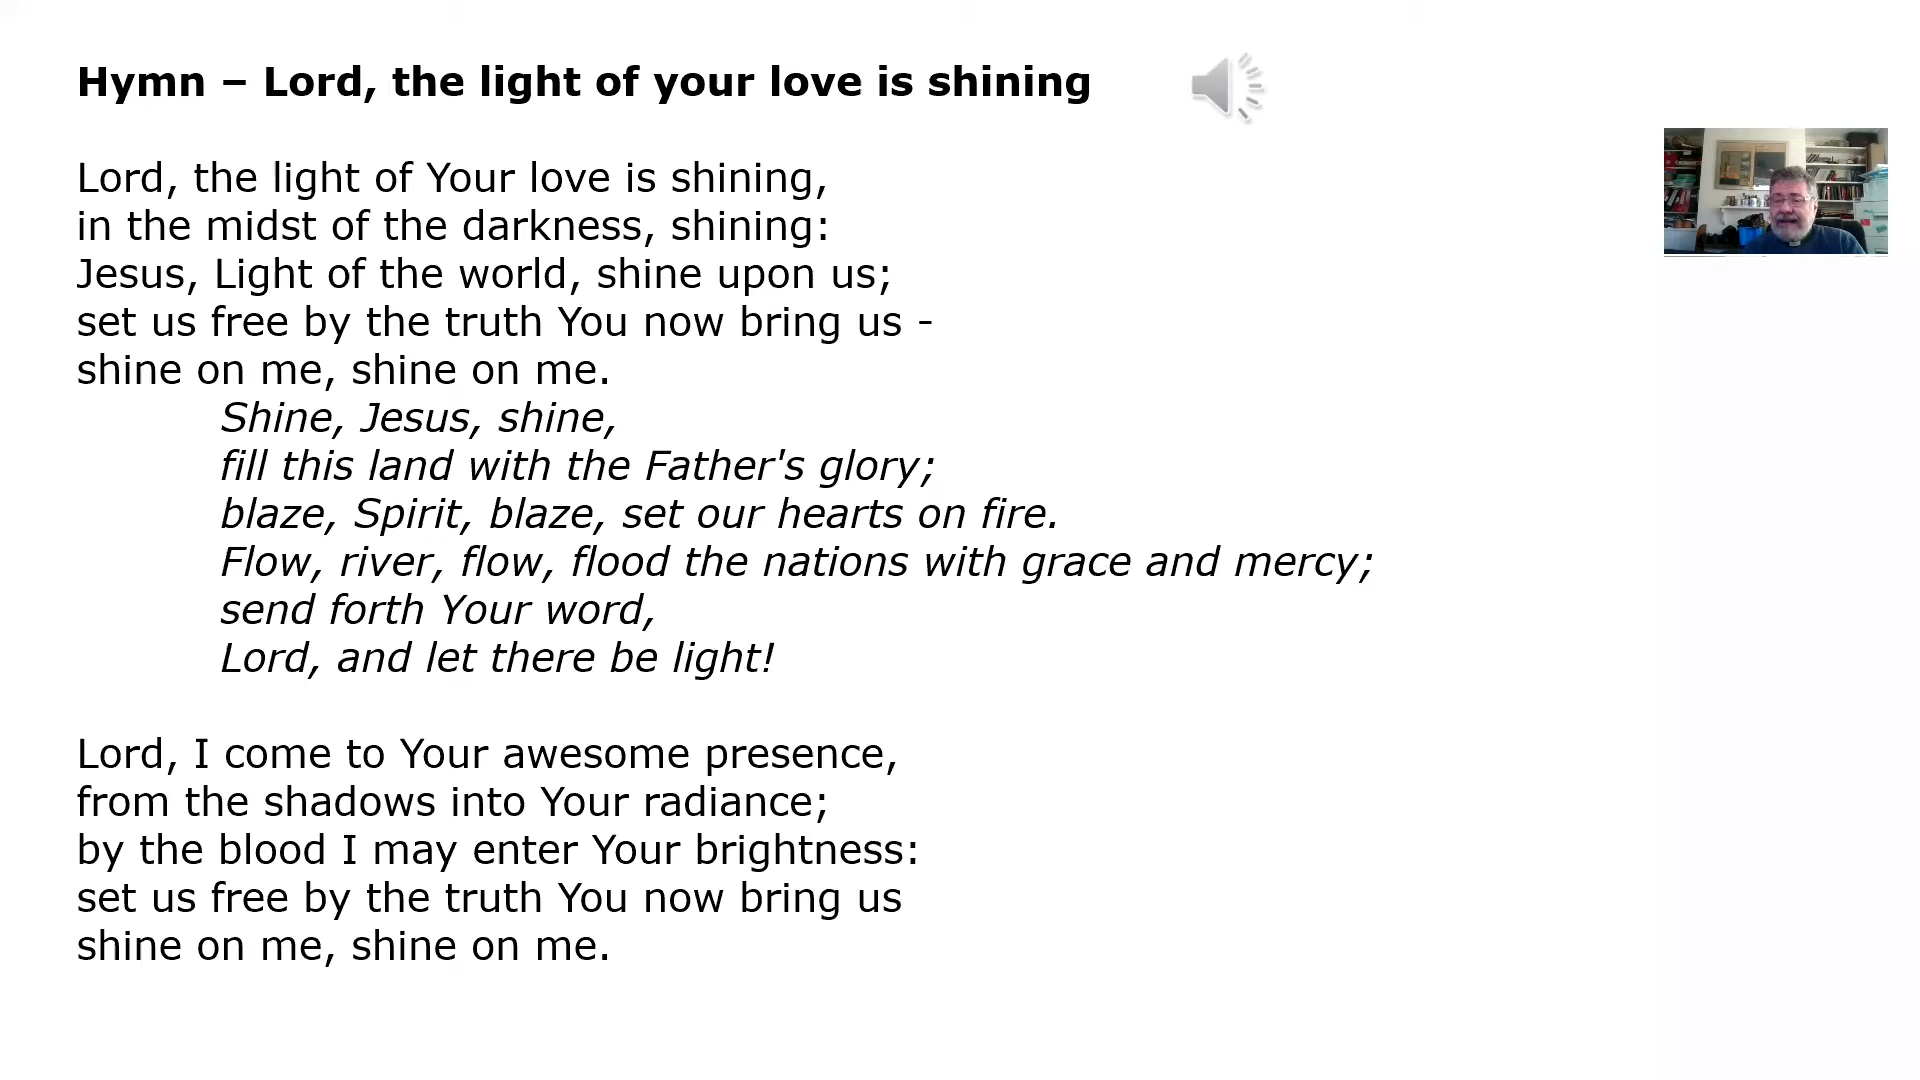 Hymn – Lord, the light of your love is shining
Lord, the light of Your love is shining,
in the midst of the darkness, shining:
Jesus, Light of the world, shine upon us;
set us free by the truth You now bring us -
shine on me, shine on me.
Shine, Jesus, shine,
fill this land with the Father's glory;
blaze, Spirit, blaze, set our hearts on fire.
Flow, river, flow, flood the nations with grace and mercy;
send forth Your word,
Lord, and let there be light!
Lord, I come to Your awesome presence,
from the shadows into Your radiance;
by the blood I may enter Your brightness:
set us free by the truth You now bring us
shine on me, shine on me.